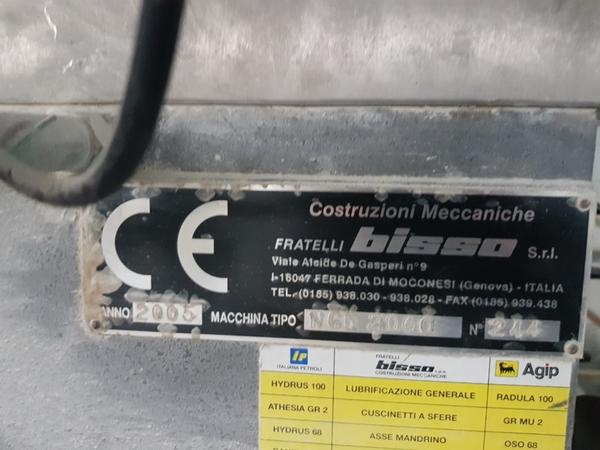 CE
Costruzioni Meccaniche
FRATELLI bisso S.r.l.
Viale Alcide De Gasperi n° 9
I-16047 FERRADA DI MOCONESI (Genova) - ITALIA
TEL. (0185) 938.030 - 938.028 - FAX (0185) 939.438
ANNO 2005 MACCHINA TIPO 2000 N° 244
IP ITALIANA PETROLI
FRATELLI bisso s.p.a. COSTRUZIONI MECCANICHE
Agip
HYDRUS 100 LUBRIFICAZIONE GENERALE RADULA 100
ATHESIA GR 2 CUSCINETTI A SFERE GR MU 2
HYDRUS 68 ASSE MANDRINO OSO 68